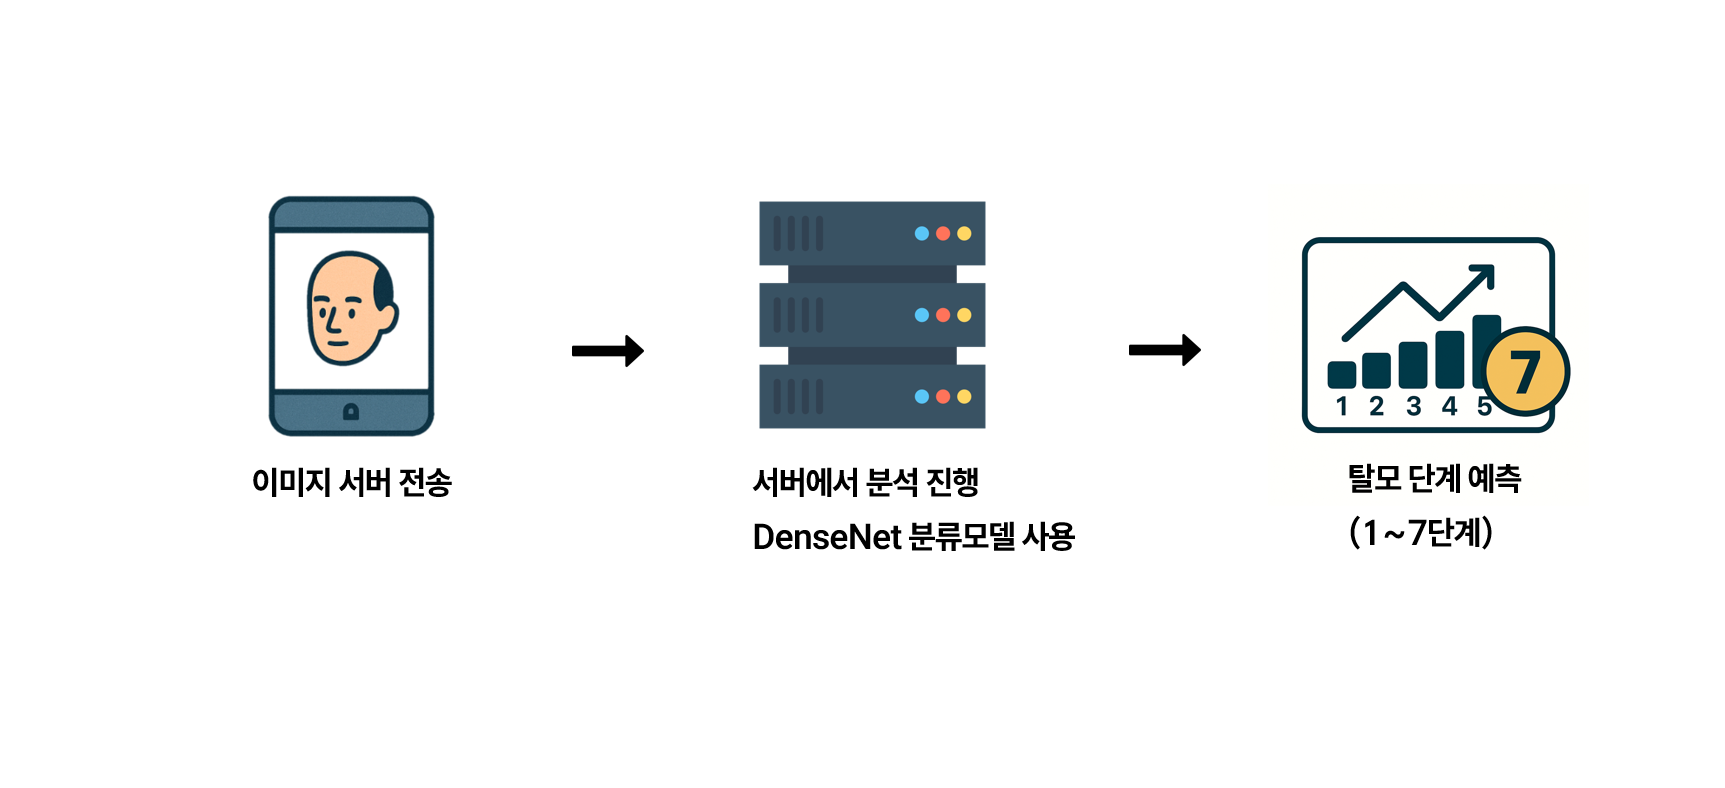 이미지 서버 전송
서버에서 분석 진행
DenseNet 분류모델 사용
1 2 3 4 5
7
탈모 단계 예측
(1~7단계)